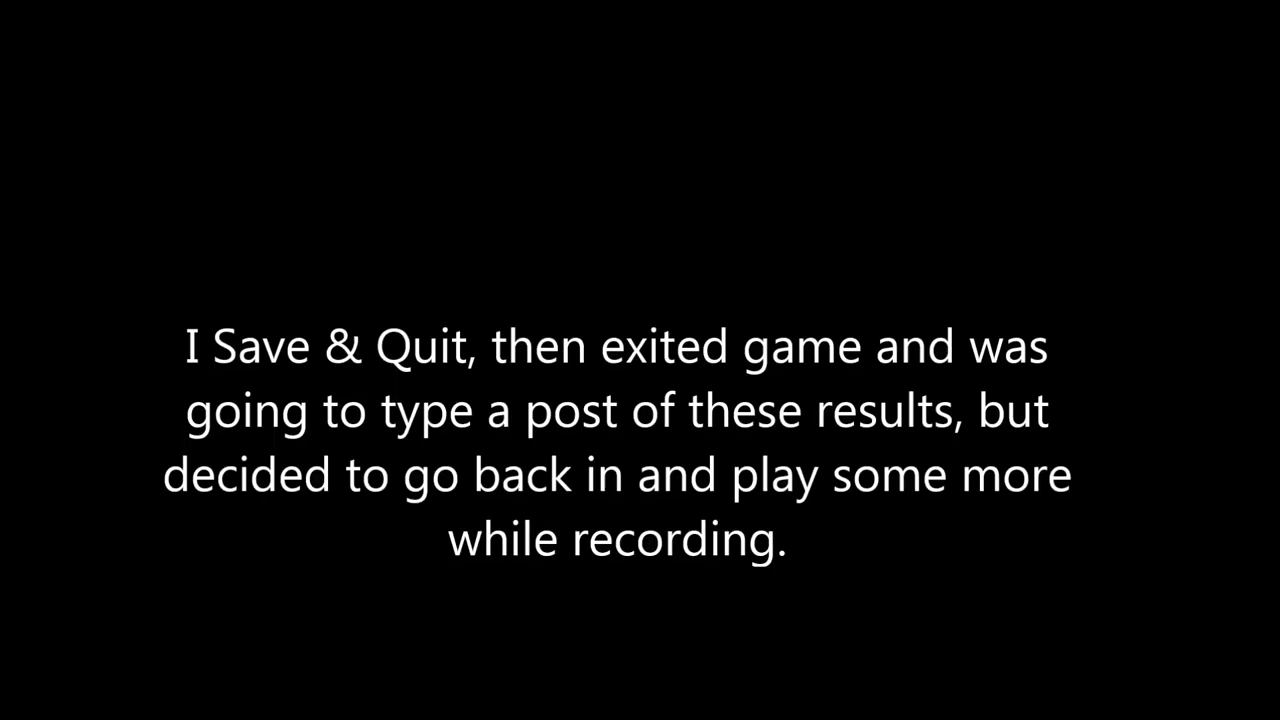 I Save & Quit, then exited game and was
going to type a post of these results, but
decided to go back in and play some more
while recording.